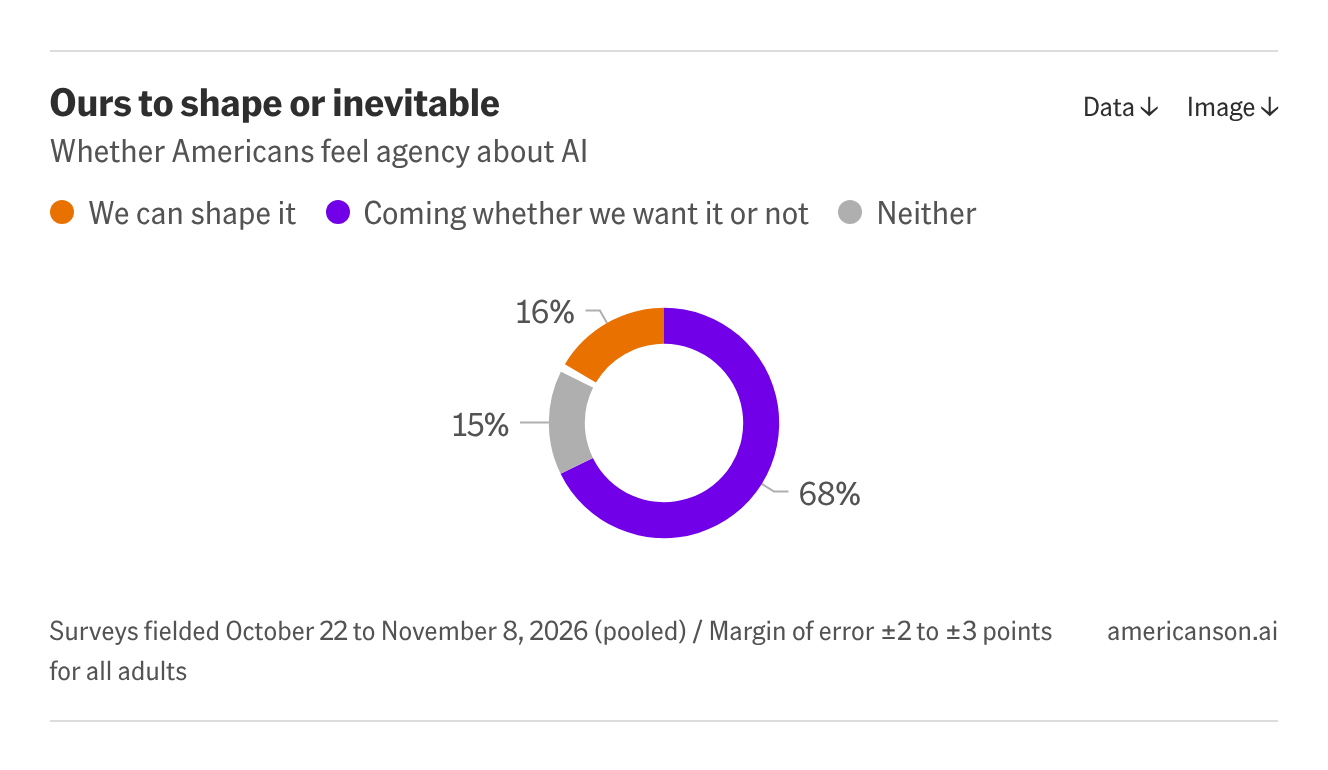 Ours to shape or inevitable
Data ↓ Image ↓
Whether Americans feel agency about AI
We can shape it Coming whether we want it or not Neither
16%
15%
68%
Surveys fielded October 22 to November 8, 2026 (pooled) / Margin of error ±2 to ±3 points
for all adults
americanson.ai